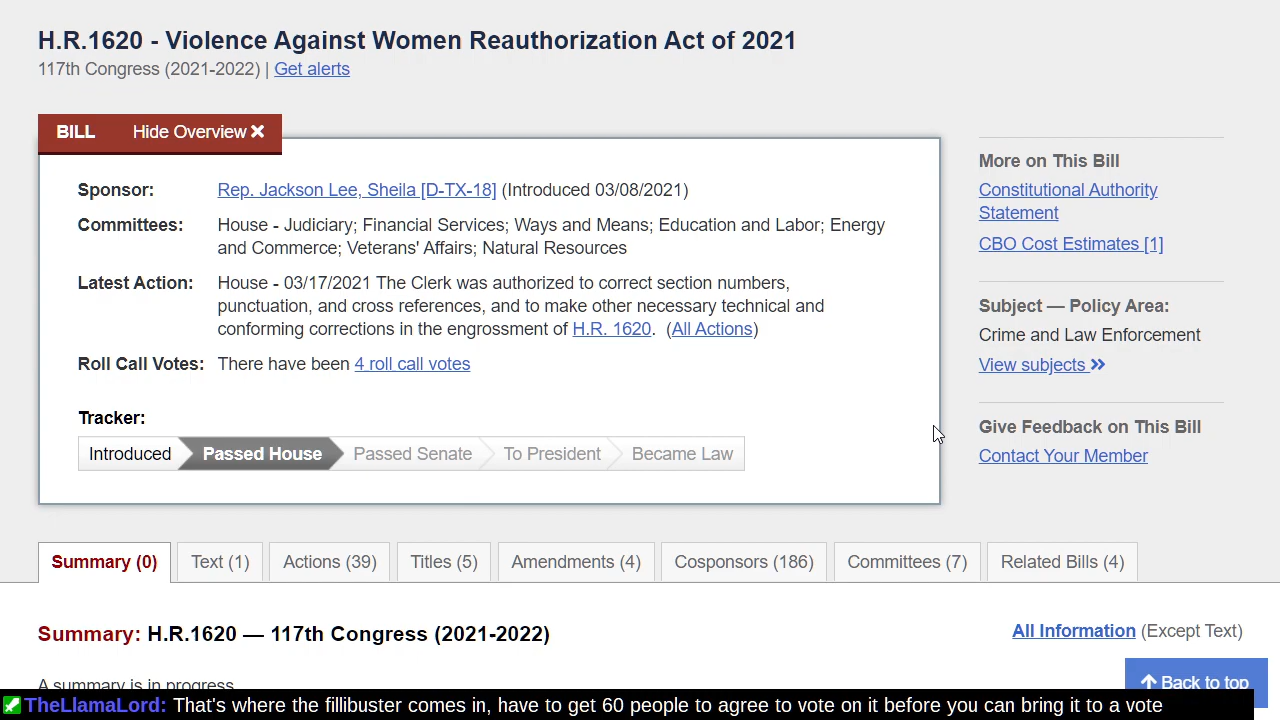 H.R.1620 - Violence Against Women Reauthorization Act of 2021
117th Congress (2021-2022) | Get alerts
BILL Hide Overview ✖
Sponsor: Rep. Jackson Lee, Sheila [D-TX-18] (Introduced 03/08/2021)
Committees: House - Judiciary; Financial Services; Ways and Means; Education and Labor; Energy
and Commerce; Veterans' Affairs; Natural Resources
Latest Action: House - 03/17/2021 The Clerk was authorized to correct section numbers,
punctuation, and cross references, and to make other necessary technical and
conforming corrections in the engrossment of H.R. 1620. (All Actions)
Roll Call Votes: There have been 4 roll call votes
Tracker:
Introduced Passed House Passed Senate To President Became Law
More on This Bill
Constitutional Authority
Statement
CBO Cost Estimates [1]
Subject — Policy Area:
Crime and Law Enforcement
View subjects »
Give Feedback on This Bill
Contact Your Member
Summary (0) Text (1) Actions (39) Titles (5) Amendments (4) Cosponsors (186) Committees (7) Related Bills (4)
Summary: H.R.1620 — 117th Congress (2021-2022)
All Information (Except Text)
A summary is in progress
Back to top
TheLlamaLord: That's where the fillibuster comes in, have to get 60 people to agree to vote on it before you can bring it to a vote